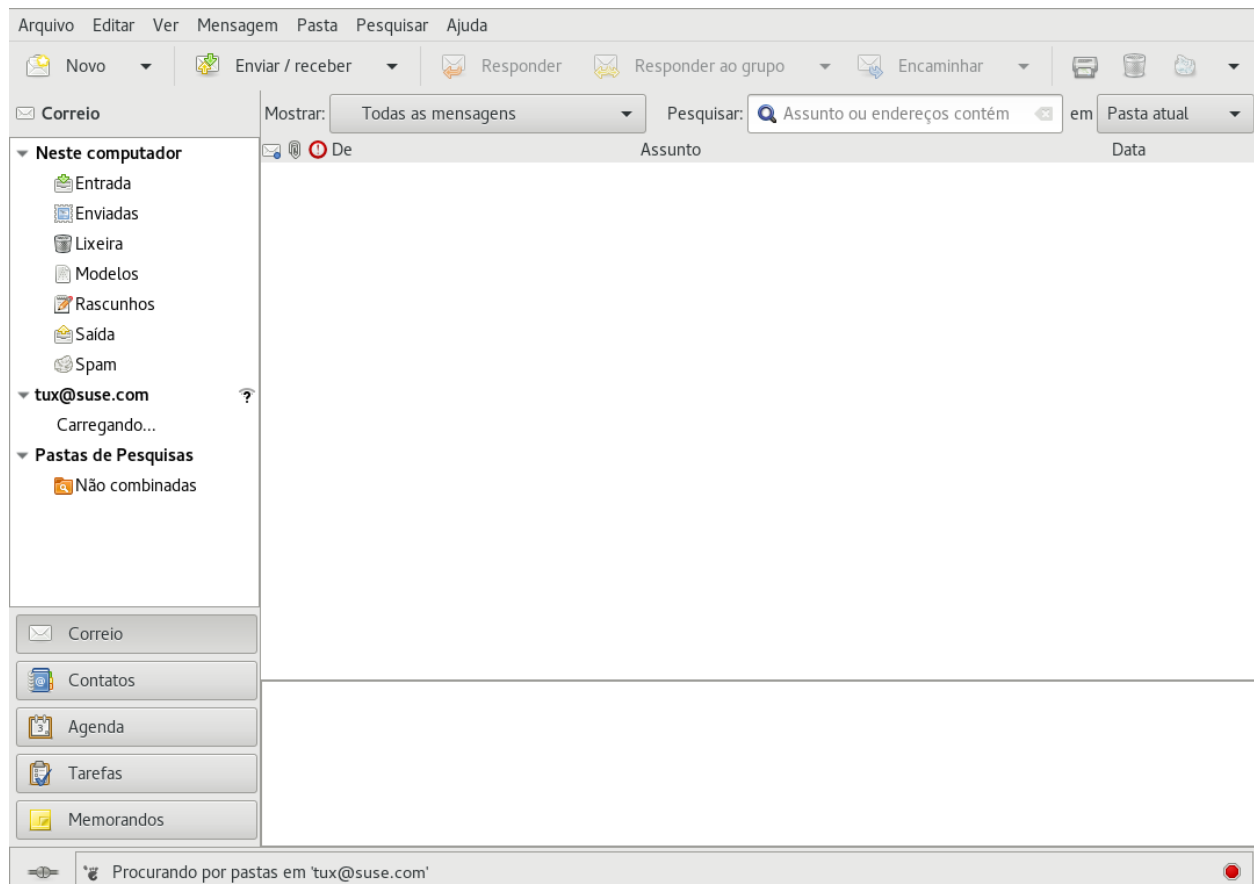 Arquivo Editar Ver Mensagem Pasta Pesquisar Ajuda
Novo Enviar / receber Responder Responder ao grupo Encaminhar
Correio Mostrar: Todas as mensagens Pesquisar: Assunto ou endereços contém em Pasta atual
De Assunto Data
Neste computador
Entrada
Enviadas
Lixeira
Modelos
Rascunhos
Saída
Spam
tux@suse.com
Carregando...
Pastas de Pesquisas
Não combinadas
Correio
Contatos
Agenda
Tarefas
Memorandos
Procurando por pastas em 'tux@suse.com'